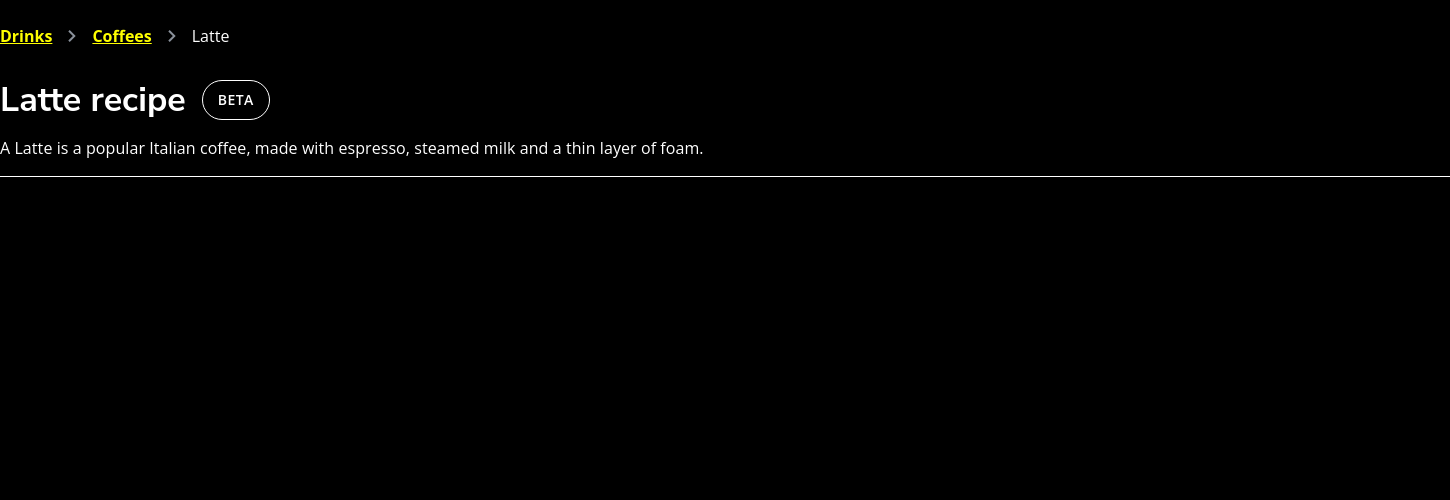 Drinks > Coffees > Latte
Latte recipe BETA
A Latte is a popular Italian coffee, made with espresso, steamed milk and a thin layer of foam.